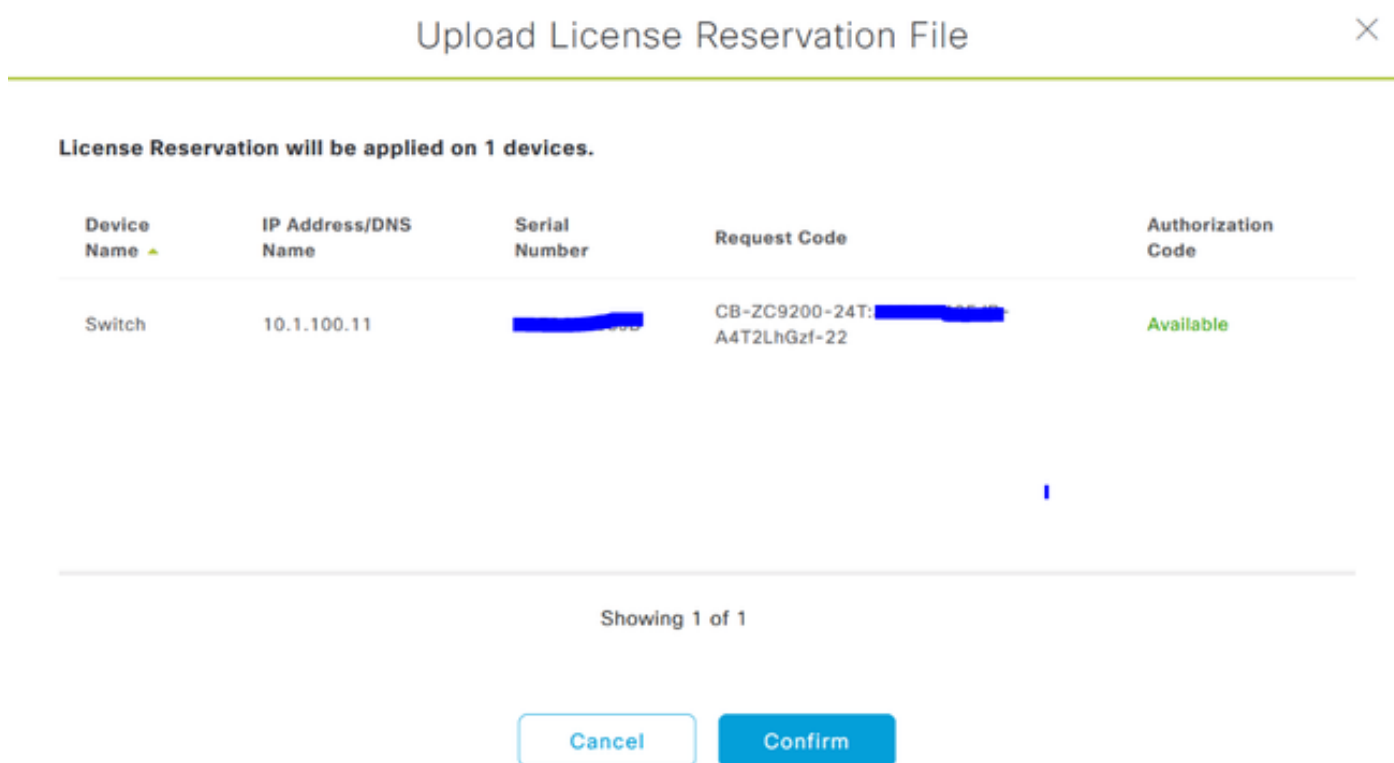 Upload License Reservation File
License Reservation will be applied on 1 devices.
Device Name
IP Address/DNS Name
Serial Number
Request Code
Authorization Code
Switch
10.1.100.11
CB-ZC9200-24T:
A4T2LhGzf-22
Available
Showing 1 of 1
Cancel
Confirm